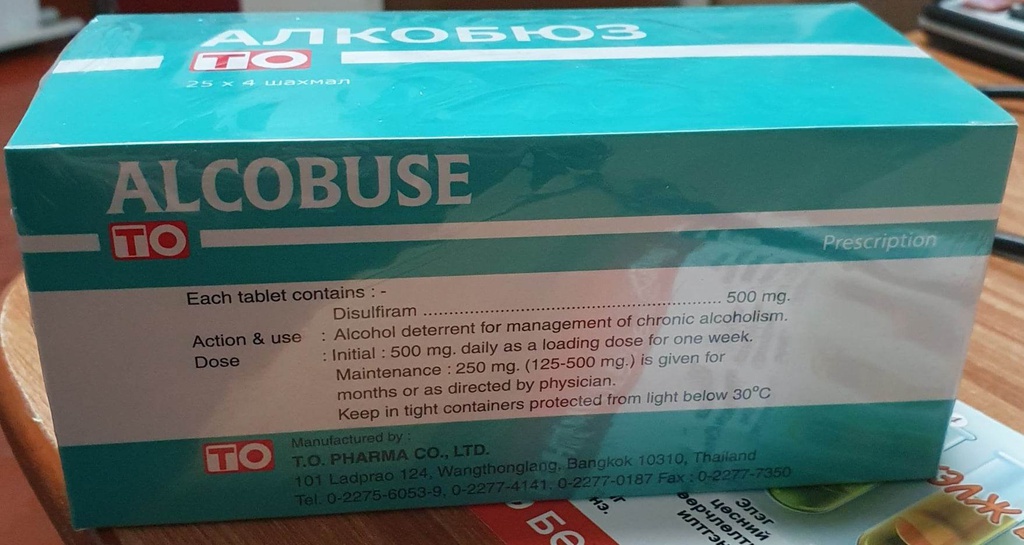 АЛКОБЮЗ
TO
25 x 4 шахмал
ALCOBUSE
TO
Prescription
Each tablet contains : -
Disulfiram ................................................................ 500 mg.
Action & use : Alcohol deterrent for management of chronic alcoholism.
Dose : Initial : 500 mg. daily as a loading dose for one week.
Maintenance : 250 mg. (125-500 mg.) is given for
months or as directed by physician.
Keep in tight containers protected from light below 30°C
TO
Manufactured by :
T.O. PHARMA CO., LTD.
101 Ladprao 124, Wangthonglang, Bangkok 10310, Thailand
Tel. 0-2275-6053-9, 0-2277-4141, 0-2277-0187 Fax : 0-2277-7350
Элэг
цөсний
өөрчлөлт